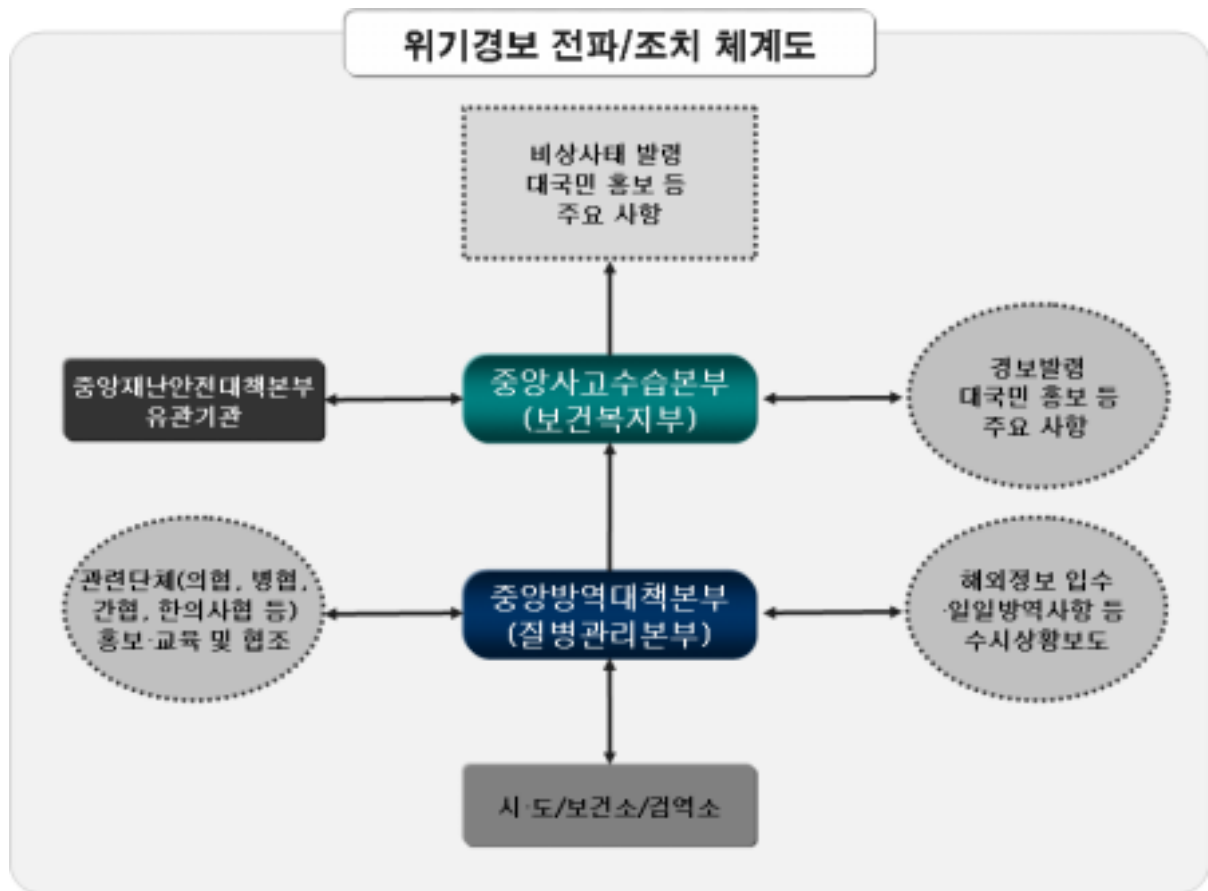 위기경보 전파/조치 체계도
비상사태 발령
대국민 홍보 등
주요 사항
중앙재난안전대책본부
유관기관
중앙사고수습본부
(보건복지부)
경보발령
대국민 홍보 등
주요 사항
관련단체(의협, 병협,
간협, 한의사협 등)
홍보·교육 및 협조
중앙방역대책본부
(질병관리본부)
해외정보 입수
·일일방역사항 등
수시상황보도
시·도/보건소/검역소